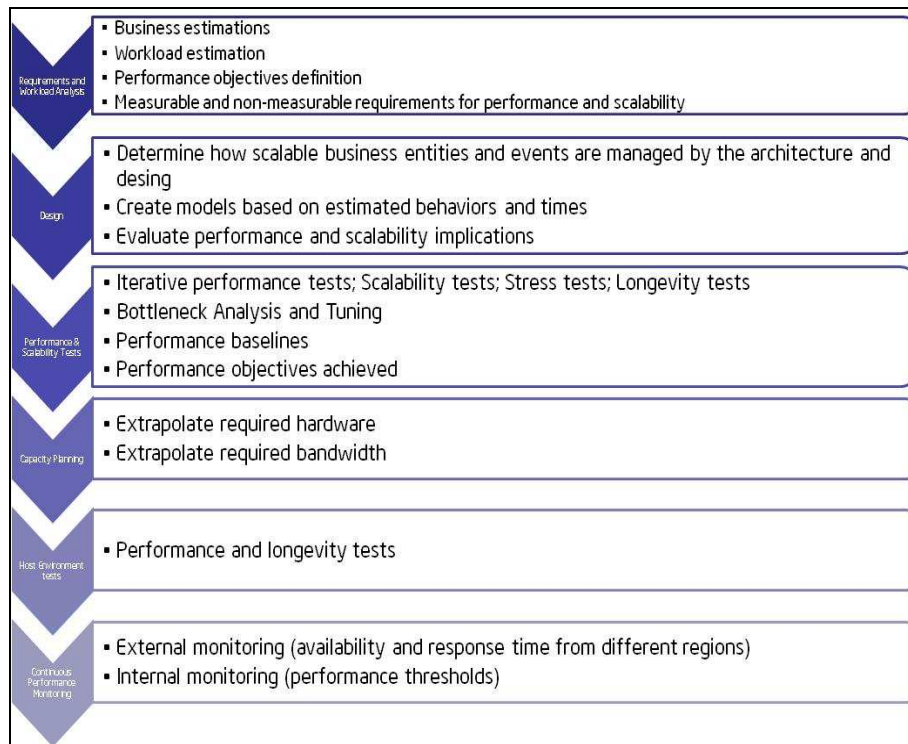 Requirements and
Workload Analysis
▪ Business estimations
▪ Workload estimation
▪ Performance objectives definition
▪ Measurable and non-measurable requirements for performance and scalability
Design
▪ Determine how scalable business entities and events are managed by the architecture and
desing
▪ Create models based on estimated behaviors and times
▪ Evaluate performance and scalability implications
Performance &
Scalability Tests
▪ Iterative performance tests; Scalability tests; Stress tests; Longevity tests
▪ Bottleneck Analysis and Tuning
▪ Performance baselines
▪ Performance objectives achieved
Capacity Planning
▪ Extrapolate required hardware
▪ Extrapolate required bandwidth
Host Environment
tests
▪ Performance and longevity tests
Continuous
Performance
Monitoring
▪ External monitoring (availability and response time from different regions)
▪ Internal monitoring (performance thresholds)